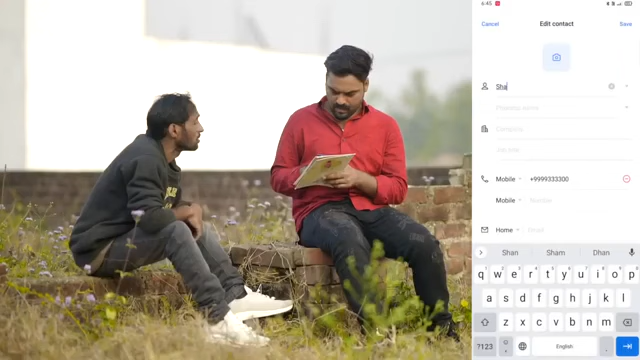 6:45
Cancel
Edit contact
Save
Sha
Phonetic name
Company
Job title
Mobile
+9999333300
Mobile
Number
Home
Email
Shan
Sham
Dhan
q w e r t y u i o p
a s d f g h j k l
z x c v b n m
?123
English
.